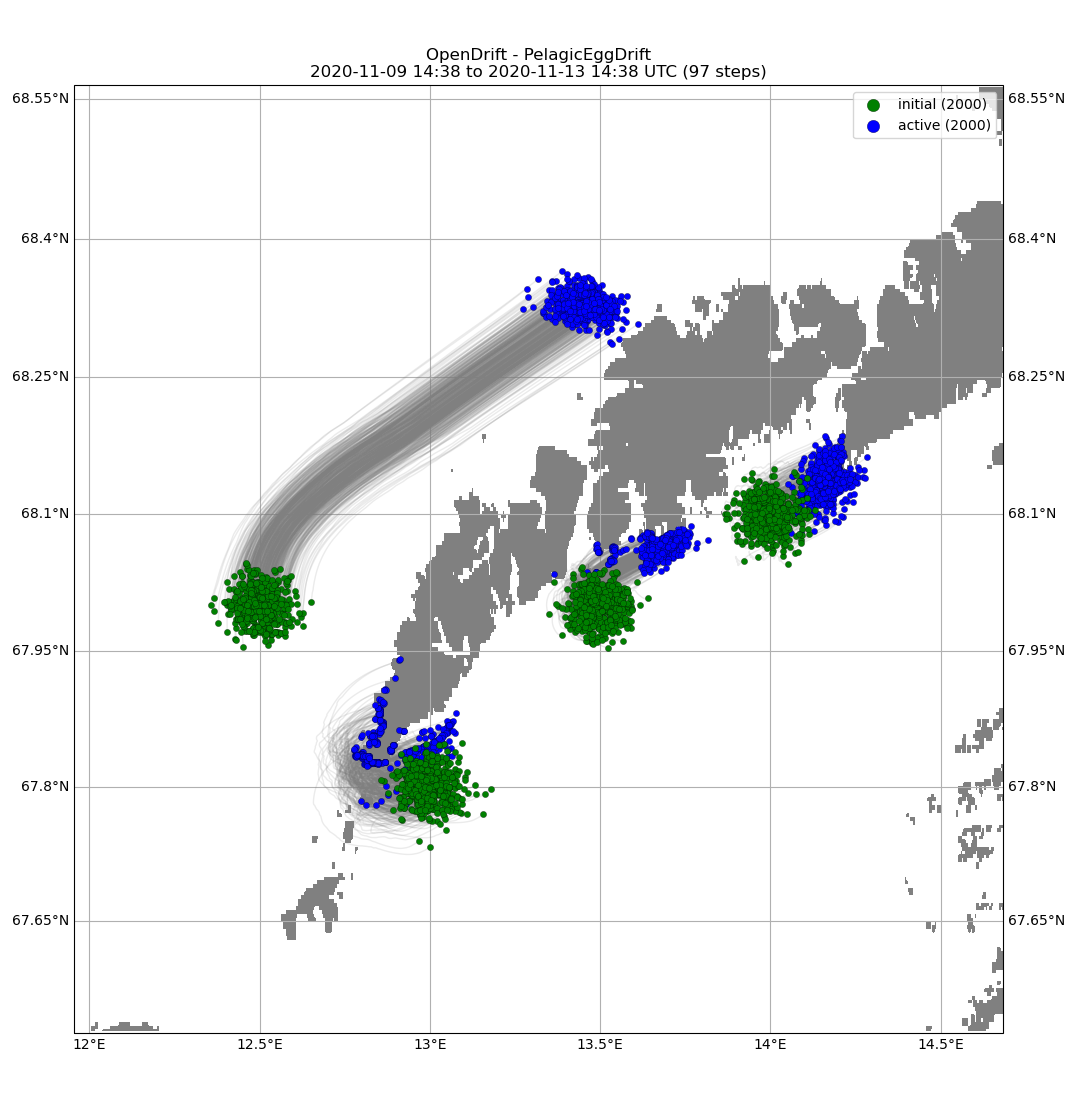 OpenDrift - PelagicEggDrift
2020-11-09 14:38 to 2020-11-13 14:38 UTC (97 steps)
initial (2000)
active (2000)
68.55°N 68.55°N
68.4°N 68.4°N
68.25°N 68.25°N
68.1°N 68.1°N
67.95°N 67.95°N
67.8°N 67.8°N
67.65°N 67.65°N
12°E 12.5°E 13°E 13.5°E 14°E 14.5°E